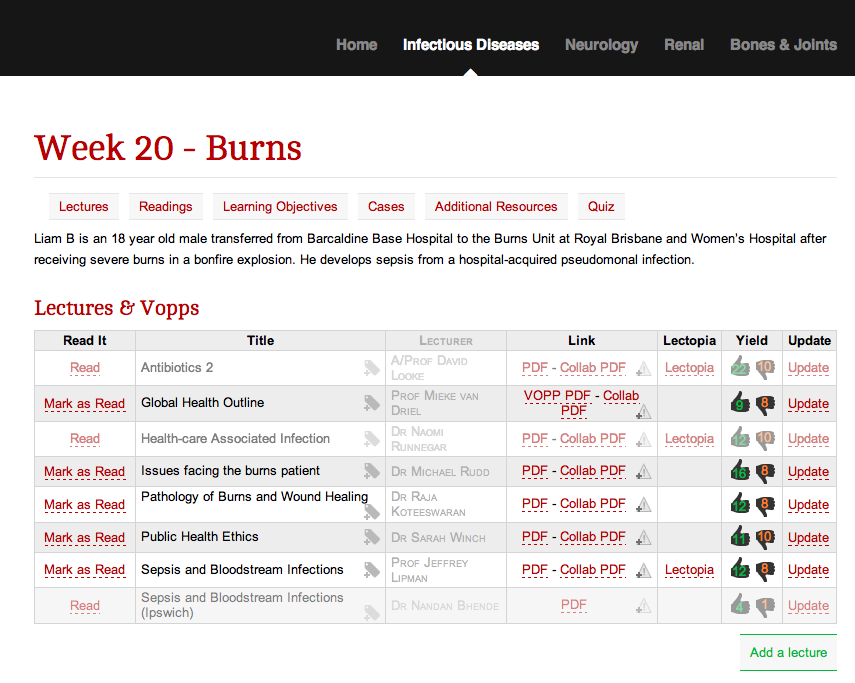 Home Infectious Diseases Neurology Renal Bones & Joints
Week 20 - Burns
Lectures Readings Learning Objectives Cases Additional Resources Quiz
Liam B is an 18 year old male transferred from Barcaldine Base Hospital to the Burns Unit at Royal Brisbane and Women's Hospital after
receiving severe burns in a bonfire explosion. He develops sepsis from a hospital-acquired pseudomonal infection.
Lectures & Vopps
Read It Title Lecturer Link Lectopia Yield Update
Read Antibiotics 2 A/Prof David Looke PDF - Collab PDF Lectopia 22 10 Update
Mark as Read Global Health Outline Prof Mieke van Driel VOPP PDF - Collab PDF 9 8 Update
Read Health-care Associated Infection Dr Naomi Runnegar PDF - Collab PDF Lectopia 12 10 Update
Mark as Read Issues facing the burns patient Dr Michael Rudd PDF - Collab PDF 16 8 Update
Mark as Read Pathology of Burns and Wound Healing Dr Raja Koteeswaran PDF - Collab PDF 12 8 Update
Mark as Read Public Health Ethics Dr Sarah Winch PDF - Collab PDF 11 10 Update
Mark as Read Sepsis and Bloodstream Infections Prof Jeffrey Lipman PDF - Collab PDF Lectopia 12 8 Update
Read Sepsis and Bloodstream Infections (Ipswich) Dr Nandan Bhende PDF 4 1 Update
Add a lecture